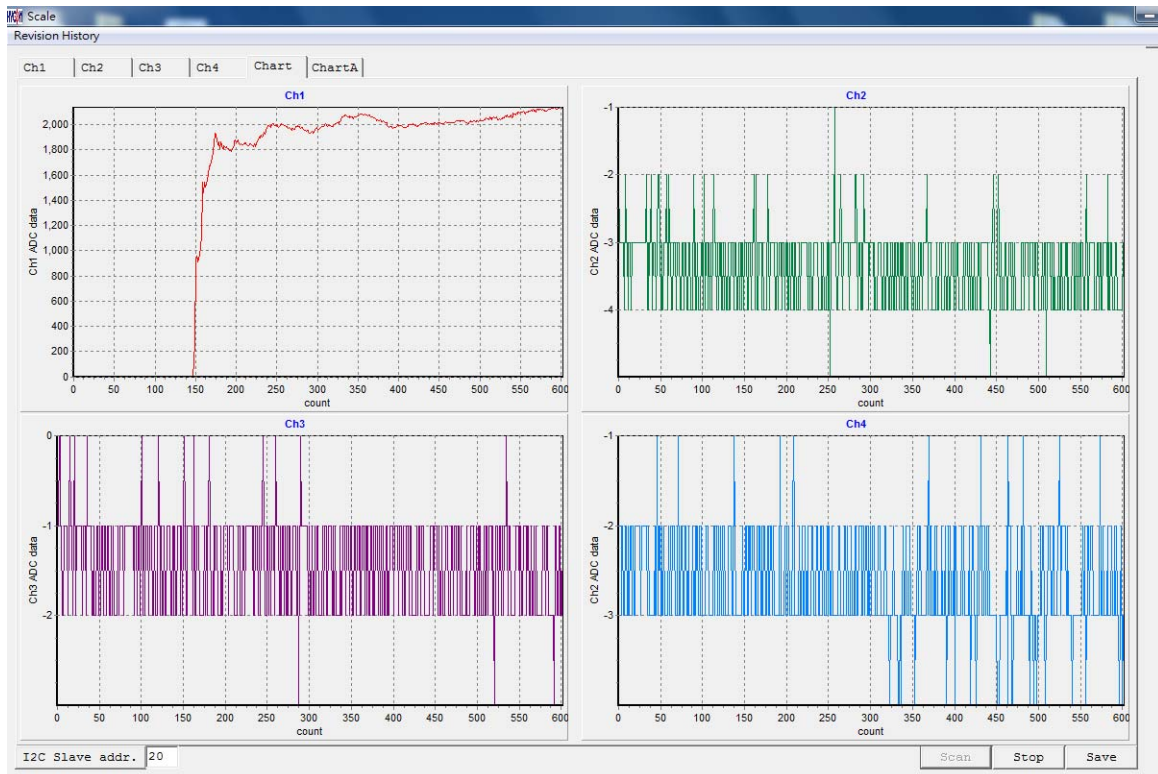 Scale
Revision History
Ch1 Ch2 Ch3 Ch4 Chart ChartA
Ch1
2,000
1,800
1,600
1,400
1,200
1,000
800
600
400
200
0
Ch1 ADC data
0 50 100 150 200 250 300 350 400 450 500 550 600
count
Ch2
-1
-2
-3
-4
Ch2 ADC data
0 50 100 150 200 250 300 350 400 450 500 550 600
count
Ch3
0
-1
-2
Ch3 ADC data
0 50 100 150 200 250 300 350 400 450 500 550 600
count
Ch4
-1
-2
-3
Ch2 ADC data
0 50 100 150 200 250 300 350 400 450 500 550 600
count
I2C Slave addr. 20 Scan Stop Save